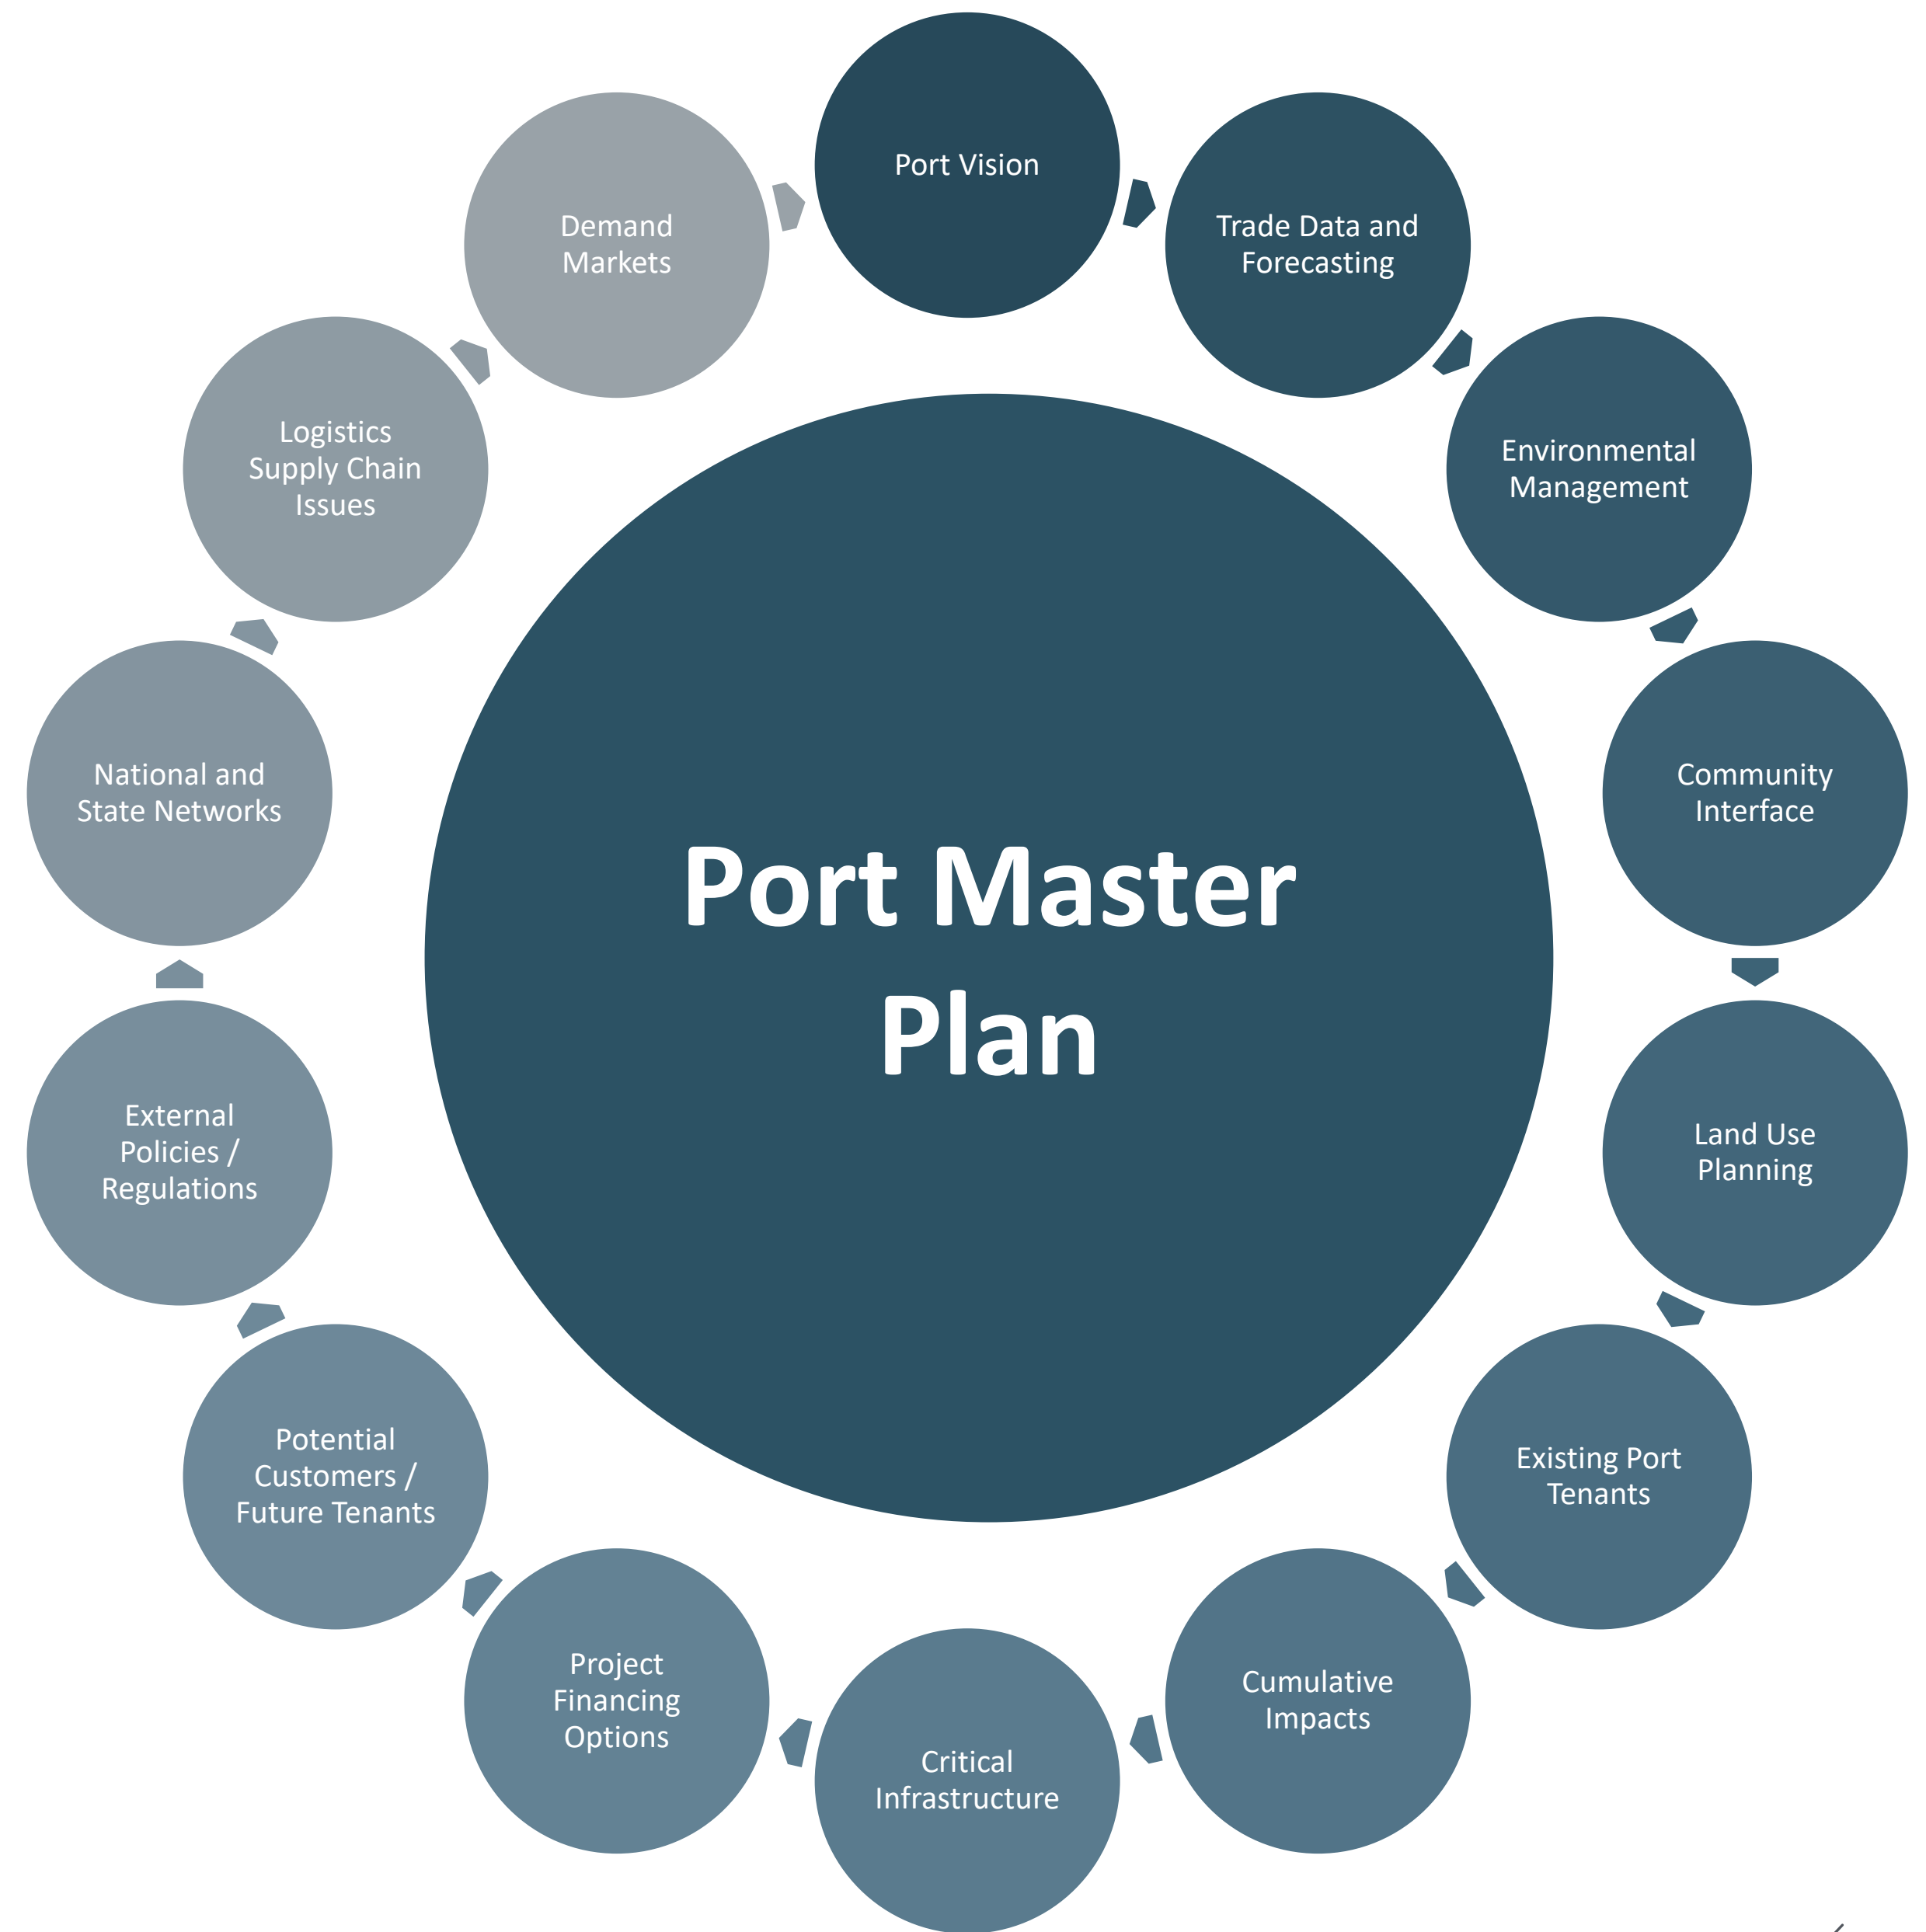 Port Vision
Trade Data and
Forecasting
Environmental
Management
Community
Interface
Land Use
Planning
Existing Port
Tenants
Cumulative
Impacts
Critical
Infrastructure
Project
Financing
Options
Potential
Customers /
Future Tenants
External
Policies /
Regulations
National and
State Networks
Logistics
Supply Chain
Issues
Demand
Markets
Port Master
Plan